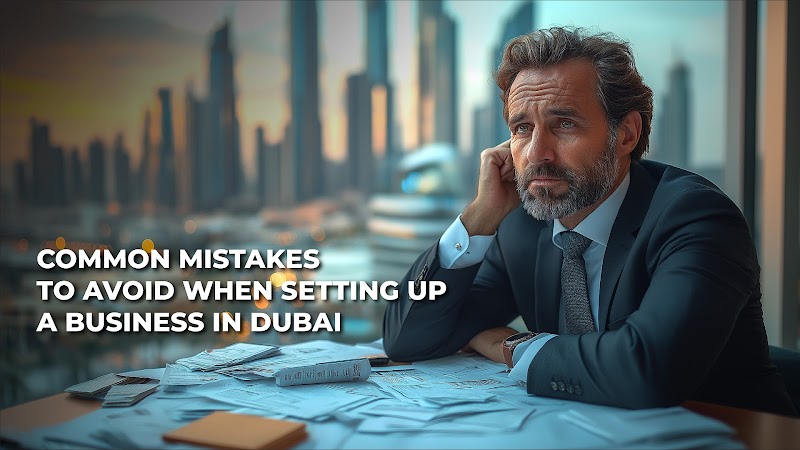 COMMON MISTAKES
TO AVOID WHEN SETTING UP
A BUSINESS IN DUBAI